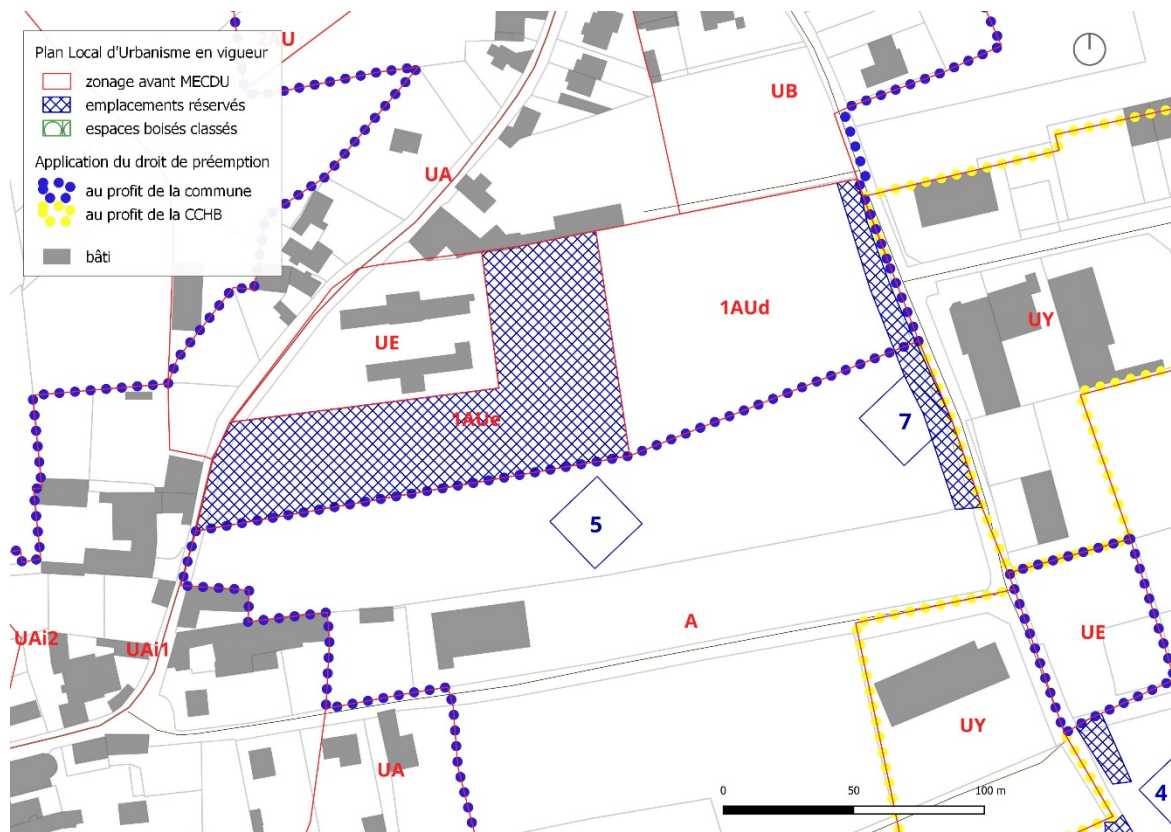 Plan Local d'Urbanisme en vigueur
zonage avant MECDU
emplacements réservés
espaces boisés classés
Application du droit de préemption
au profit de la commune
au profit de la CCHB
bâti
2AU
UB
UA
1AUd
UY
UE
7
1AUe
5
A
UE
UAi2
UAi1
UY
UA
0
50
100 m
4